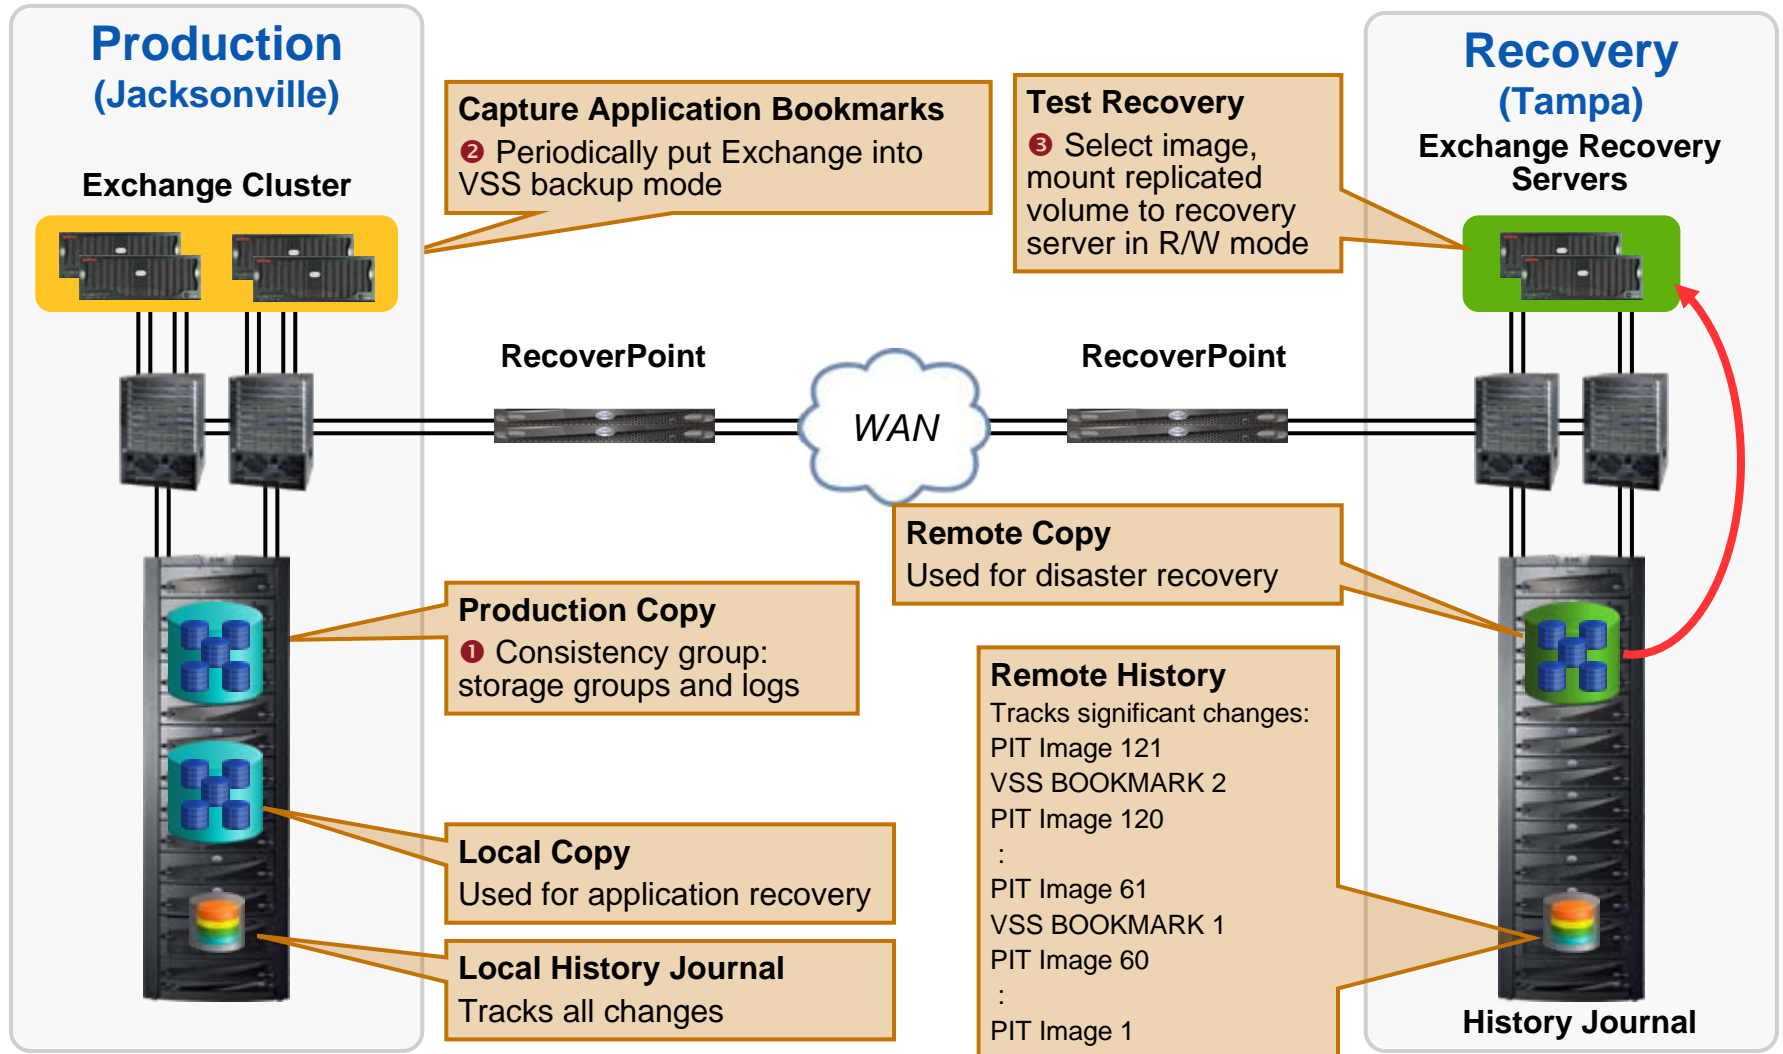 Production
(Jacksonville)
Exchange Cluster
Capture Application Bookmarks
❷ Periodically put Exchange into
VSS backup mode
Test Recovery
❸ Select image,
mount replicated
volume to recovery
server in R/W mode
Recovery
(Tampa)
Exchange Recovery
Servers
RecoverPoint
WAN
RecoverPoint
Remote Copy
Used for disaster recovery
Production Copy
❶ Consistency group:
storage groups and logs
Local Copy
Used for application recovery
Local History Journal
Tracks all changes
Remote History
Tracks significant changes:
PIT Image 121
VSS BOOKMARK 2
PIT Image 120
:
PIT Image 61
VSS BOOKMARK 1
PIT Image 60
:
PIT Image 1
History Journal